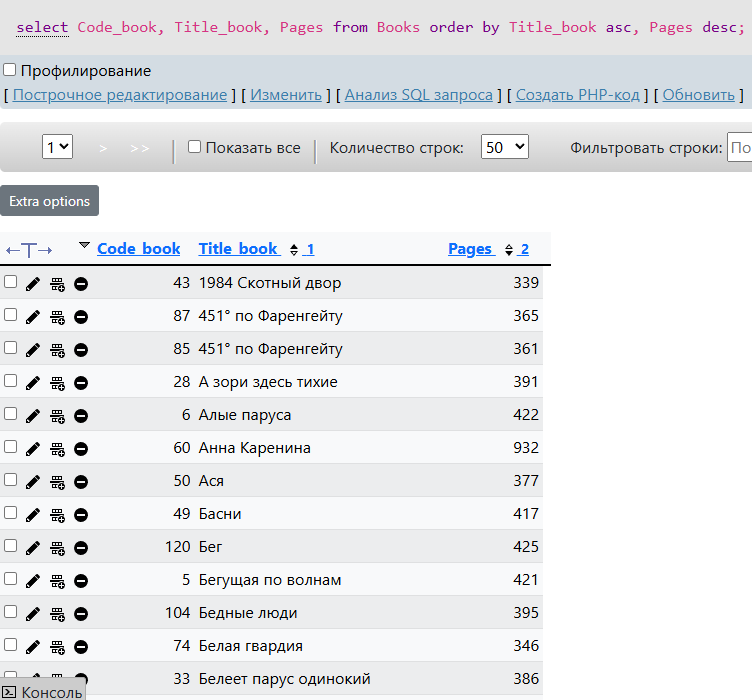 select Code_book, Title_book, Pages from Books order by Title_book asc, Pages desc;
Профилирование
[ Построчное редактирование ] [ Изменить ] [ Анализ SQL запроса ] [ Создать PHP-код ] [ Обновить ]
1 > >> Показать все Количество строк: 50 Фильтровать строки: По
Extra options
←T→ Code_book Title_book 1 Pages 2
43 1984 Скотный двор 339
87 451° по Фаренгейту 365
85 451° по Фаренгейту 361
28 А зори здесь тихие 391
6 Алые паруса 422
60 Анна Каренина 932
50 Ася 377
49 Басни 417
120 Бег 425
5 Бегущая по волнам 421
104 Бедные люди 395
74 Белая гвардия 346
33 Белеет парус одинокий 386
Консоль